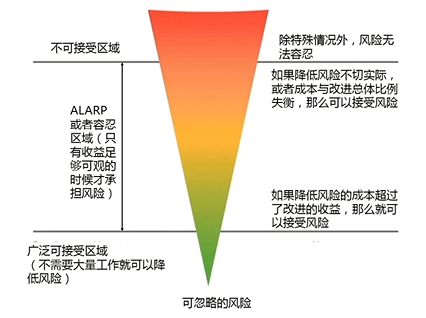 不可接受区域
除特殊情况外，风险无
法容忍
ALARP
或者容忍
区域（只
有收益足
够可观的
时候才承
担风险）
如果降低风险不切实际，
或者成本与改进总体比例
失衡，那么可以接受风险
如果降低风险的成本超过
了改进的收益，那么就可
以接受风险
广泛可接受区域
（不需要大量工作就可以降
低风险）
可忽略的风险